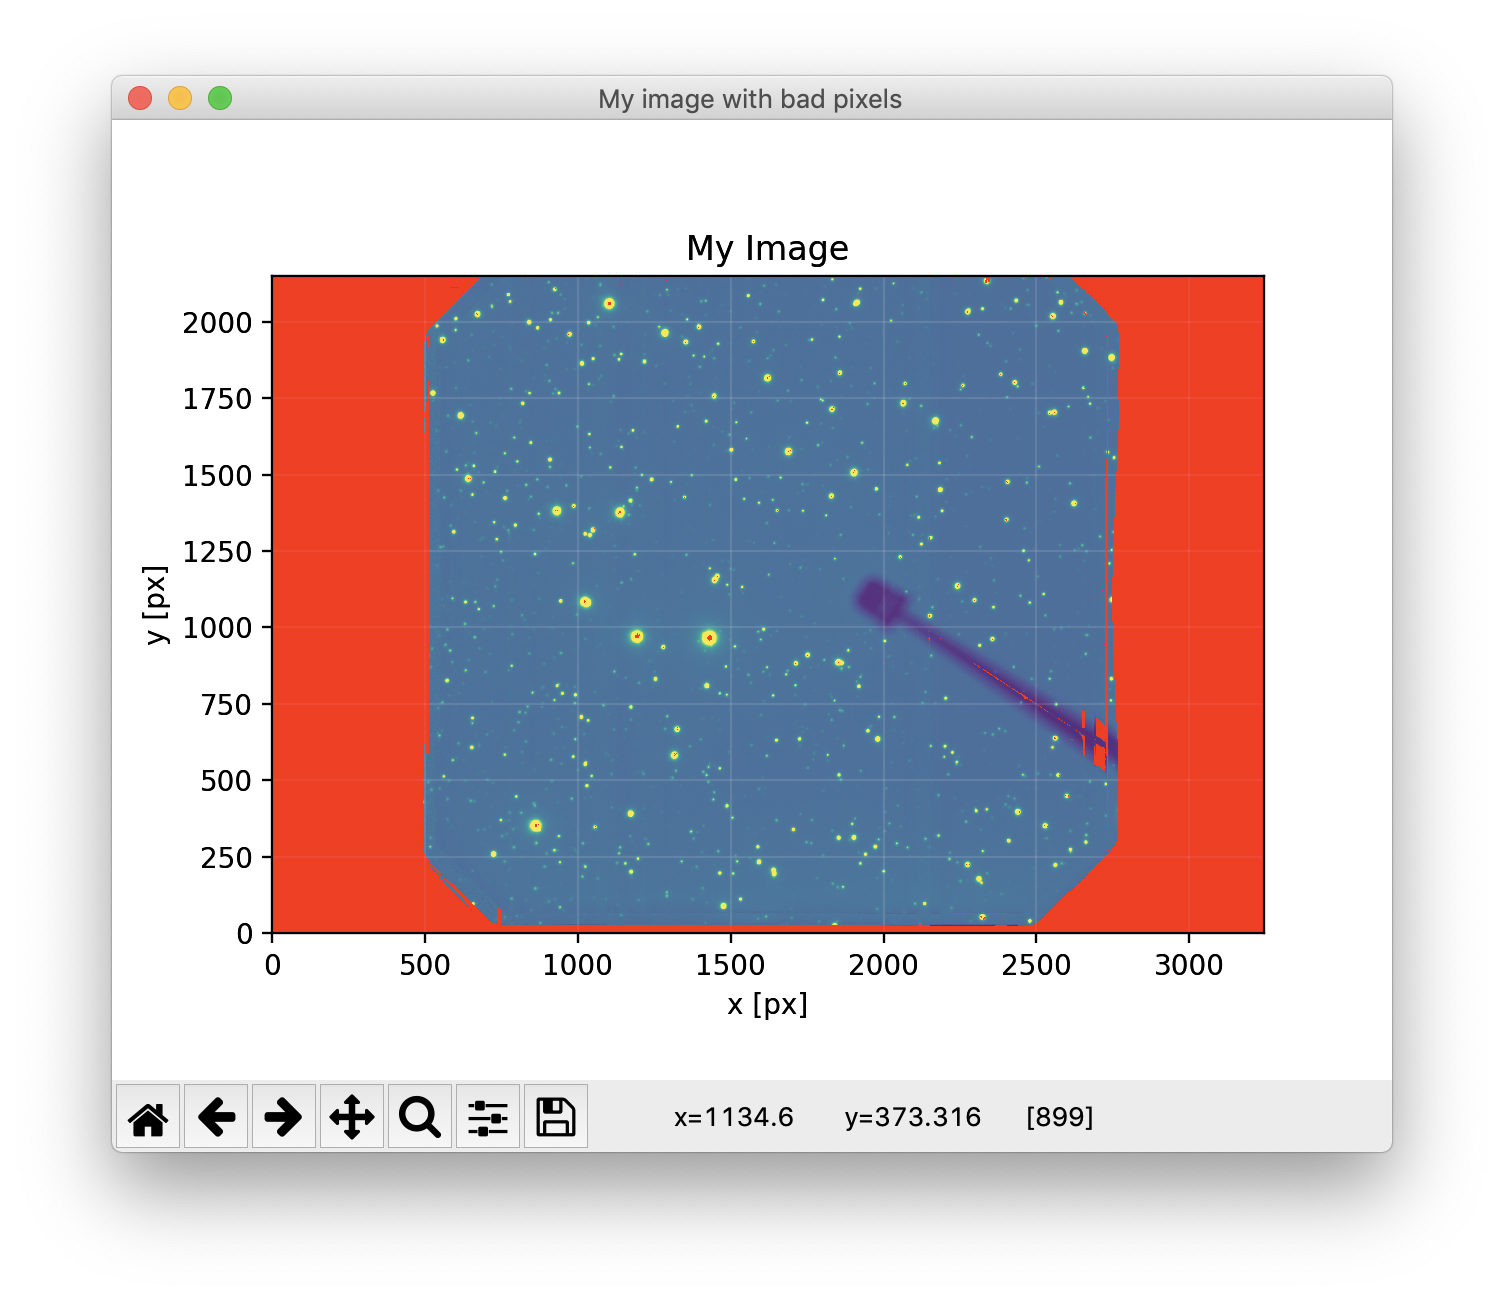 My image with bad pixels
My Image
2000
1750
1500
1250
1000
750
500
250
0
y [px]
0 500 1000 1500 2000 2500 3000
x [px]
x=1134.6 y=373.316 [899]